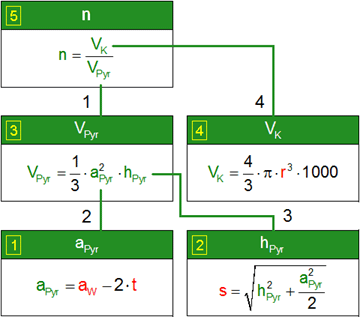 5 n
n = V_K / V_Pyr
1 4
3 V_Pyr
V_Pyr = 1/3 · a_Pyr^2 · h_Pyr
4 V_K
V_K = 4/3 · π · r^3 · 1000
2 3
1 a_Pyr
a_Pyr = a_W − 2 · t
2 h_Pyr
s = √(h_Pyr^2 + a_Pyr^2 / 2)